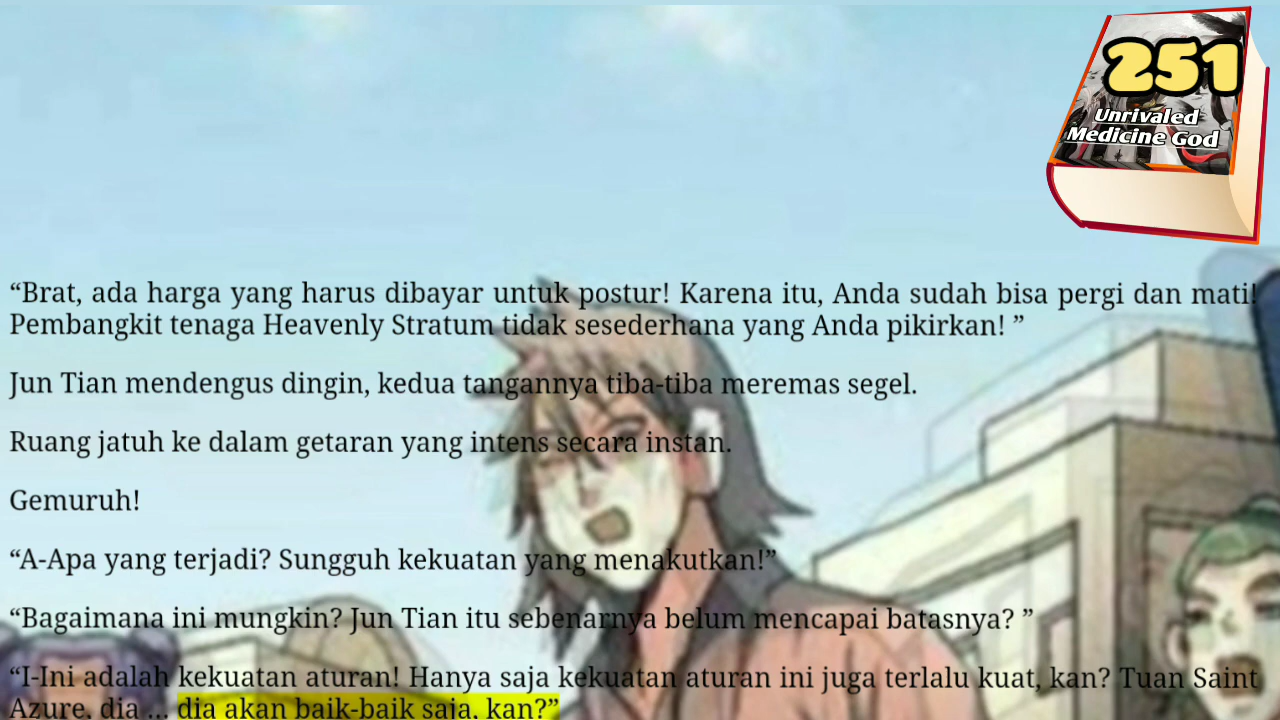 251
Unrivaled
Medicine God
“Brat, ada harga yang harus dibayar untuk postur! Karena itu, Anda sudah bisa pergi dan mati!
Pembangkit tenaga Heavenly Stratum tidak sesederhana yang Anda pikirkan! ”
Jun Tian mendengus dingin, kedua tangannya tiba-tiba meremas segel.
Ruang jatuh ke dalam getaran yang intens secara instan.
Gemuruh!
“A-Apa yang terjadi? Sungguh kekuatan yang menakutkan!”
“Bagaimana ini mungkin? Jun Tian itu sebenarnya belum mencapai batasnya? ”
“I-Ini adalah kekuatan aturan! Hanya saja kekuatan aturan ini juga terlalu kuat, kan? Tuan Saint
Azure, dia ... dia akan baik-baik saja, kan?”